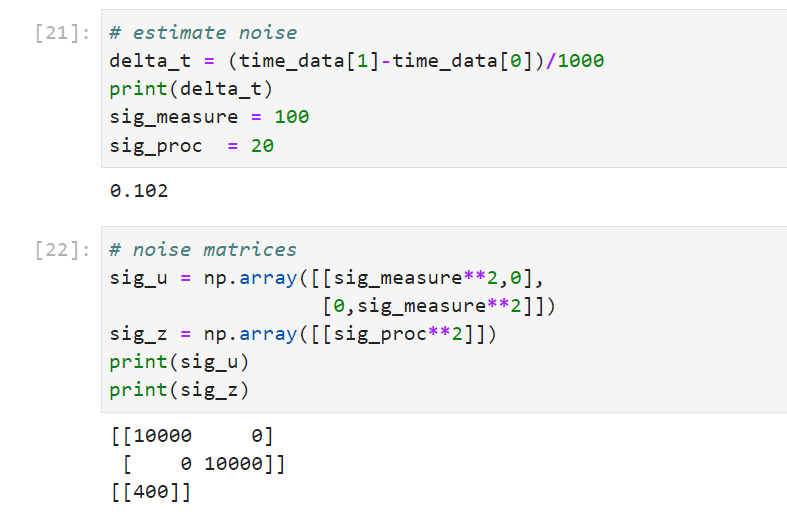 [21]: # estimate noise
delta_t = (time_data[1]-time_data[0])/1000
print(delta_t)
sig_measure = 100
sig_proc  = 20
0.102
[22]: # noise matrices
sig_u = np.array([[sig_measure**2,0],
                  [0,sig_measure**2]])
sig_z = np.array([[sig_proc**2]])
print(sig_u)
print(sig_z)
[[10000     0]
 [    0 10000]]
[[400]]